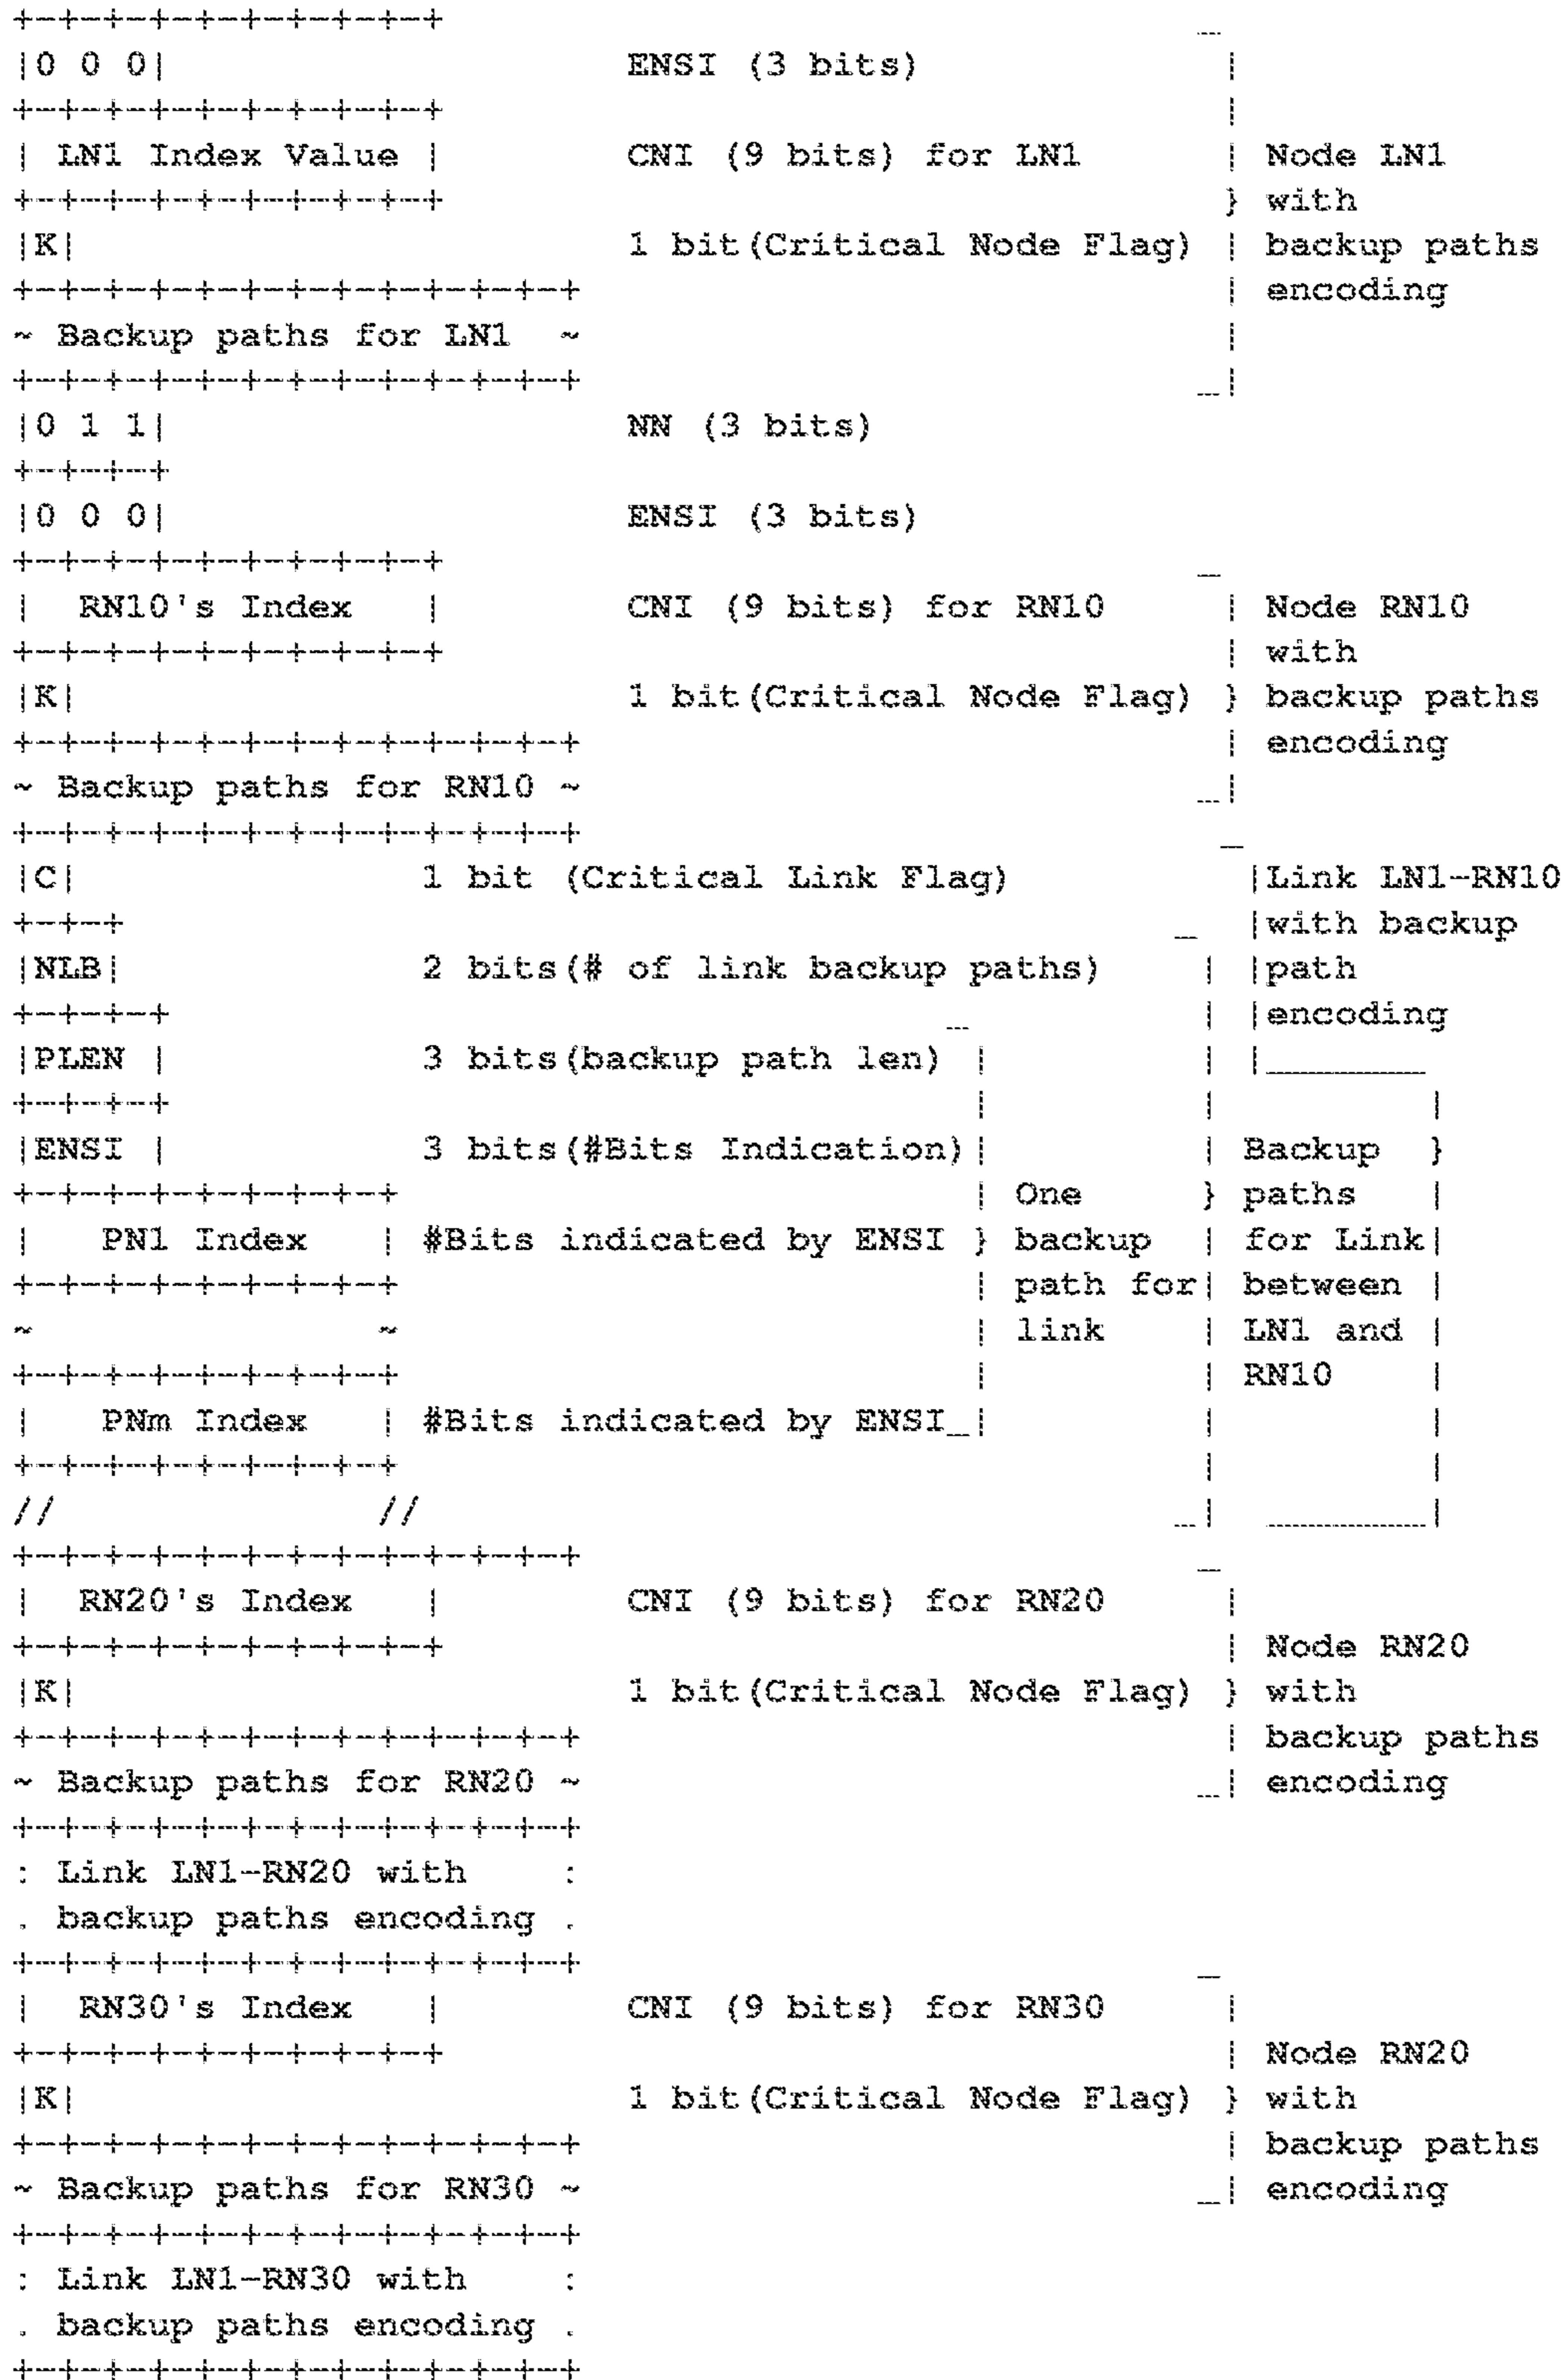 +-+-+-+-+-+-+-+-+-+                                 _
|0 0 0|                    ENSI (3 bits)             |
+-+-+-+-+-+-+-+-+-+                                   |
| LN1 Index Value |        CNI (9 bits) for LN1      | Node LN1
+-+-+-+-+-+-+-+-+-+                                   } with
|K|                        1 bit(Critical Node Flag) | backup paths
+-+-+-+-+-+-+-+-+-+-+-+-+                             | encoding
~ Backup paths for LN1  ~                            |
+-+-+-+-+-+-+-+-+-+-+-+-+                            _|
|0 1 1|                    NN (3 bits)
+-+-+-+
|0 0 0|                    ENSI (3 bits)
+-+-+-+-+-+-+-+-+-+                                 _
|  RN10's Index   |        CNI (9 bits) for RN10     | Node RN10
+-+-+-+-+-+-+-+-+-+                                   | with
|K|                        1 bit(Critical Node Flag) } backup paths
+-+-+-+-+-+-+-+-+-+-+-+-+                             | encoding
~ Backup paths for RN10 ~                           _|
+-+-+-+-+-+-+-+-+-+-+-+-+                             _
|C|               1 bit (Critical Link Flag)          |Link LN1-RN10
+-+-+                                              _  |with backup
|NLB|             2 bits(# of link backup paths)    | |path
+-+-+-+                                  _          | |encoding
|PLEN |           3 bits(backup path len) |         | |_______
+-+-+-+                                   |         |         |
|ENSI |           3 bits(#Bits Indication)|         | Backup  }
+-+-+-+-+-+-+-+-+                         | One     } paths   |
|   PN1 Index   | #Bits indicated by ENSI } backup  | for Link|
+-+-+-+-+-+-+-+-+                         | path for| between |
~               ~                         | link    | LN1 and |
+-+-+-+-+-+-+-+-+                         |         | RN10    |
|   PNm Index   | #Bits indicated by ENSI_|         |         |
+-+-+-+-+-+-+-+-+                                   |         |
//              //                                 _|  _______|
+-+-+-+-+-+-+-+-+-+-+-+-+                           _
|  RN20's Index   |        CNI (9 bits) for RN20     |
+-+-+-+-+-+-+-+-+-+                                   | Node RN20
|K|                        1 bit(Critical Node Flag) } with
+-+-+-+-+-+-+-+-+-+-+-+-+                             | backup paths
~ Backup paths for RN20 ~                           _| encoding
+-+-+-+-+-+-+-+-+-+-+-+-+
: Link LN1-RN20 with    :
. backup paths encoding .
+-+-+-+-+-+-+-+-+-+-+-+-+                           _
|  RN30's Index   |        CNI (9 bits) for RN30     |
+-+-+-+-+-+-+-+-+-+                                   | Node RN20
|K|                        1 bit(Critical Node Flag) } with
+-+-+-+-+-+-+-+-+-+-+-+-+                             | backup paths
~ Backup paths for RN30 ~                           _| encoding
+-+-+-+-+-+-+-+-+-+-+-+-+
: Link LN1-RN30 with    :
. backup paths encoding .
+-+-+-+-+-+-+-+-+-+-+-+-+